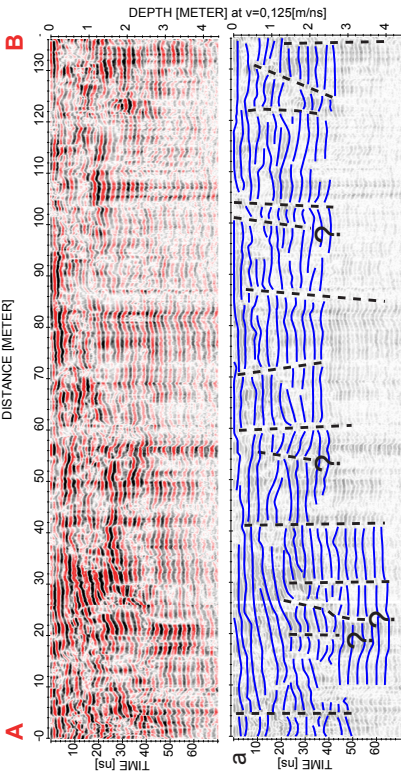 DEPTH [METER] at v=0,125[m/ns]
0 1 2 3 4
0 1 2 3 4
B
A
DISTANCE [METER]
-0 10 20 30 40 50 60 70 80 90 100 110 120 130
a
?
?
?
?
10 20 30 40 50 60
TIME [ns]
10 20 30 40 50 60
TIME [ns]